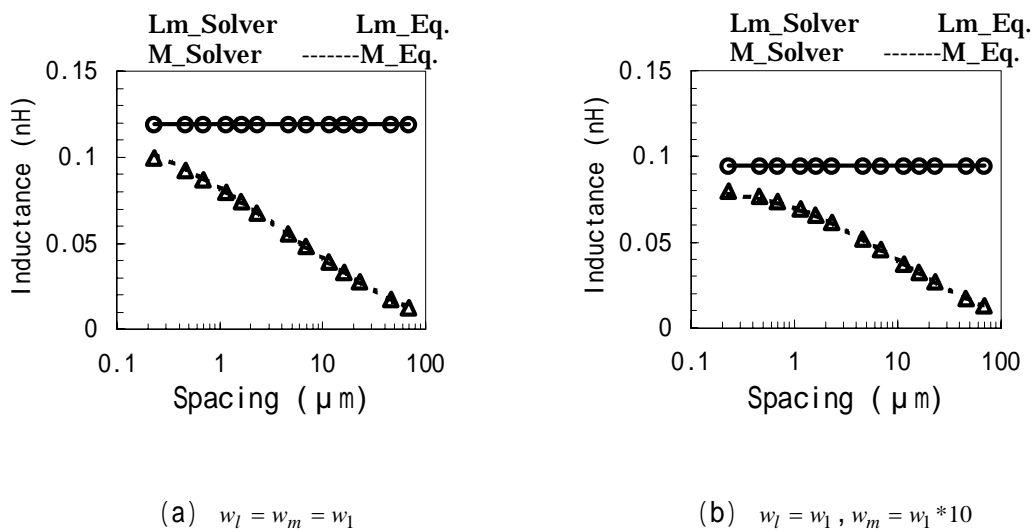 Lm_Solver Lm_Eq.
M_Solver M_Eq.
0.15
0.1
0.05
0
Inductance (nH)
0.1 1 10 100
Spacing (μm)
(a) w_l = w_m = w_1
Lm_Solver Lm_Eq.
M_Solver M_Eq.
0.15
0.1
0.05
0
Inductance (nH)
0.1 1 10 100
Spacing (μm)
(b) w_l = w_1 , w_m = w_1 *10